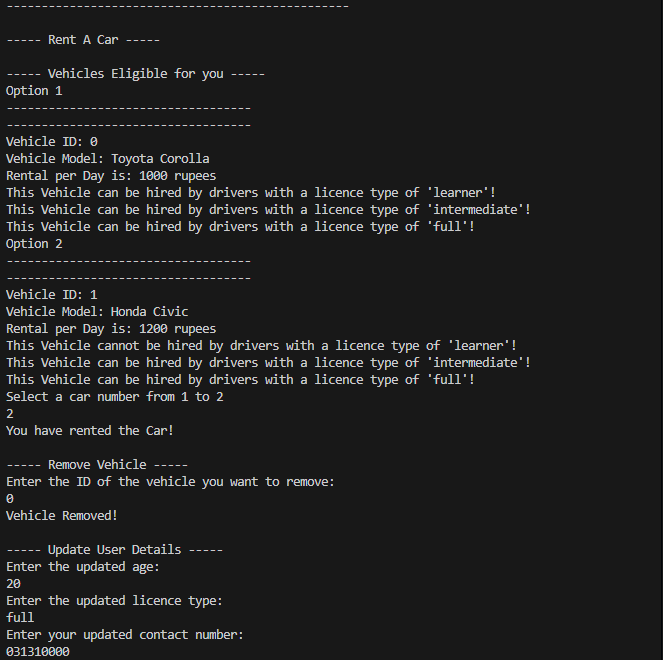 -------------------------------------------------
----- Rent A Car -----
----- Vehicles Eligible for you -----
Option 1
-----------------------------------
-----------------------------------
Vehicle ID: 0
Vehicle Model: Toyota Corolla
Rental per Day is: 1000 rupees
This Vehicle can be hired by drivers with a licence type of 'learner'!
This Vehicle can be hired by drivers with a licence type of 'intermediate'!
This Vehicle can be hired by drivers with a licence type of 'full'!
Option 2
-----------------------------------
-----------------------------------
Vehicle ID: 1
Vehicle Model: Honda Civic
Rental per Day is: 1200 rupees
This Vehicle cannot be hired by drivers with a licence type of 'learner'!
This Vehicle can be hired by drivers with a licence type of 'intermediate'!
This Vehicle can be hired by drivers with a licence type of 'full'!
Select a car number from 1 to 2
2
You have rented the Car!
----- Remove Vehicle -----
Enter the ID of the vehicle you want to remove:
0
Vehicle Removed!
----- Update User Details -----
Enter the updated age:
20
Enter the updated licence type:
full
Enter your updated contact number:
031310000